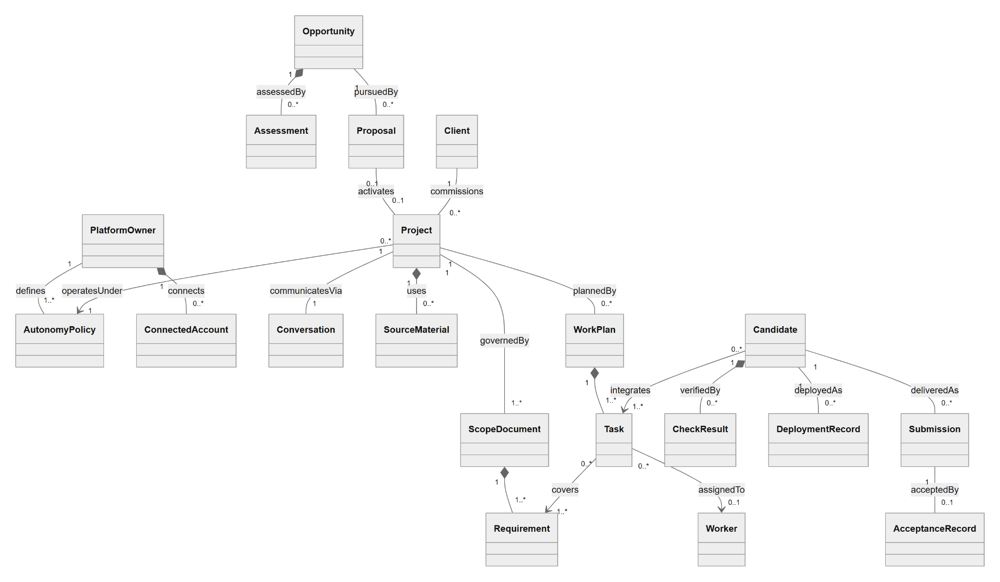 Opportunity
1
assessedBy
0..*
1
pursuedBy
0..*
Assessment
Proposal
Client
0..1
activates
0..1
1
commissions
0..*
PlatformOwner
Project
1
defines
1..*
0..*
operatesUnder
1
1
connects
0..*
1
communicatesVia
1
1
uses
0..*
1
governedBy
1..*
1
plannedBy
0..*
AutonomyPolicy
ConnectedAccount
Conversation
SourceMaterial
WorkPlan
Candidate
1
1..*
0..*
integrates
1..*
1
verifiedBy
0..*
1
deployedAs
0..*
1
deliveredAs
0..*
ScopeDocument
Task
CheckResult
DeploymentRecord
Submission
1
1..*
0..*
covers
1..*
0..*
assignedTo
0..1
1
acceptedBy
0..1
Requirement
Worker
AcceptanceRecord